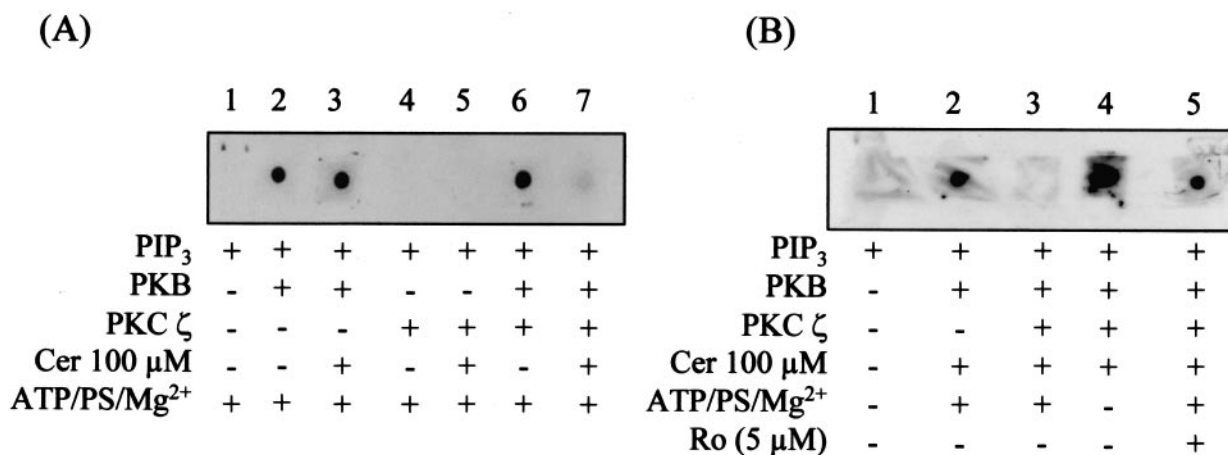 (A)
1 2 3 4 5 6 7
PIP3 + + + + + + +
PKB - + + - - + +
PKC ζ - - - + + + +
Cer 100 μM - - + - + - +
ATP/PS/Mg2+ + + + + + + +
(B)
1 2 3 4 5
PIP3 + + + + +
PKB - + + + +
PKC ζ - - + + +
Cer 100 μM - + + + +
ATP/PS/Mg2+ - + + - +
Ro (5 μM) - - - - +